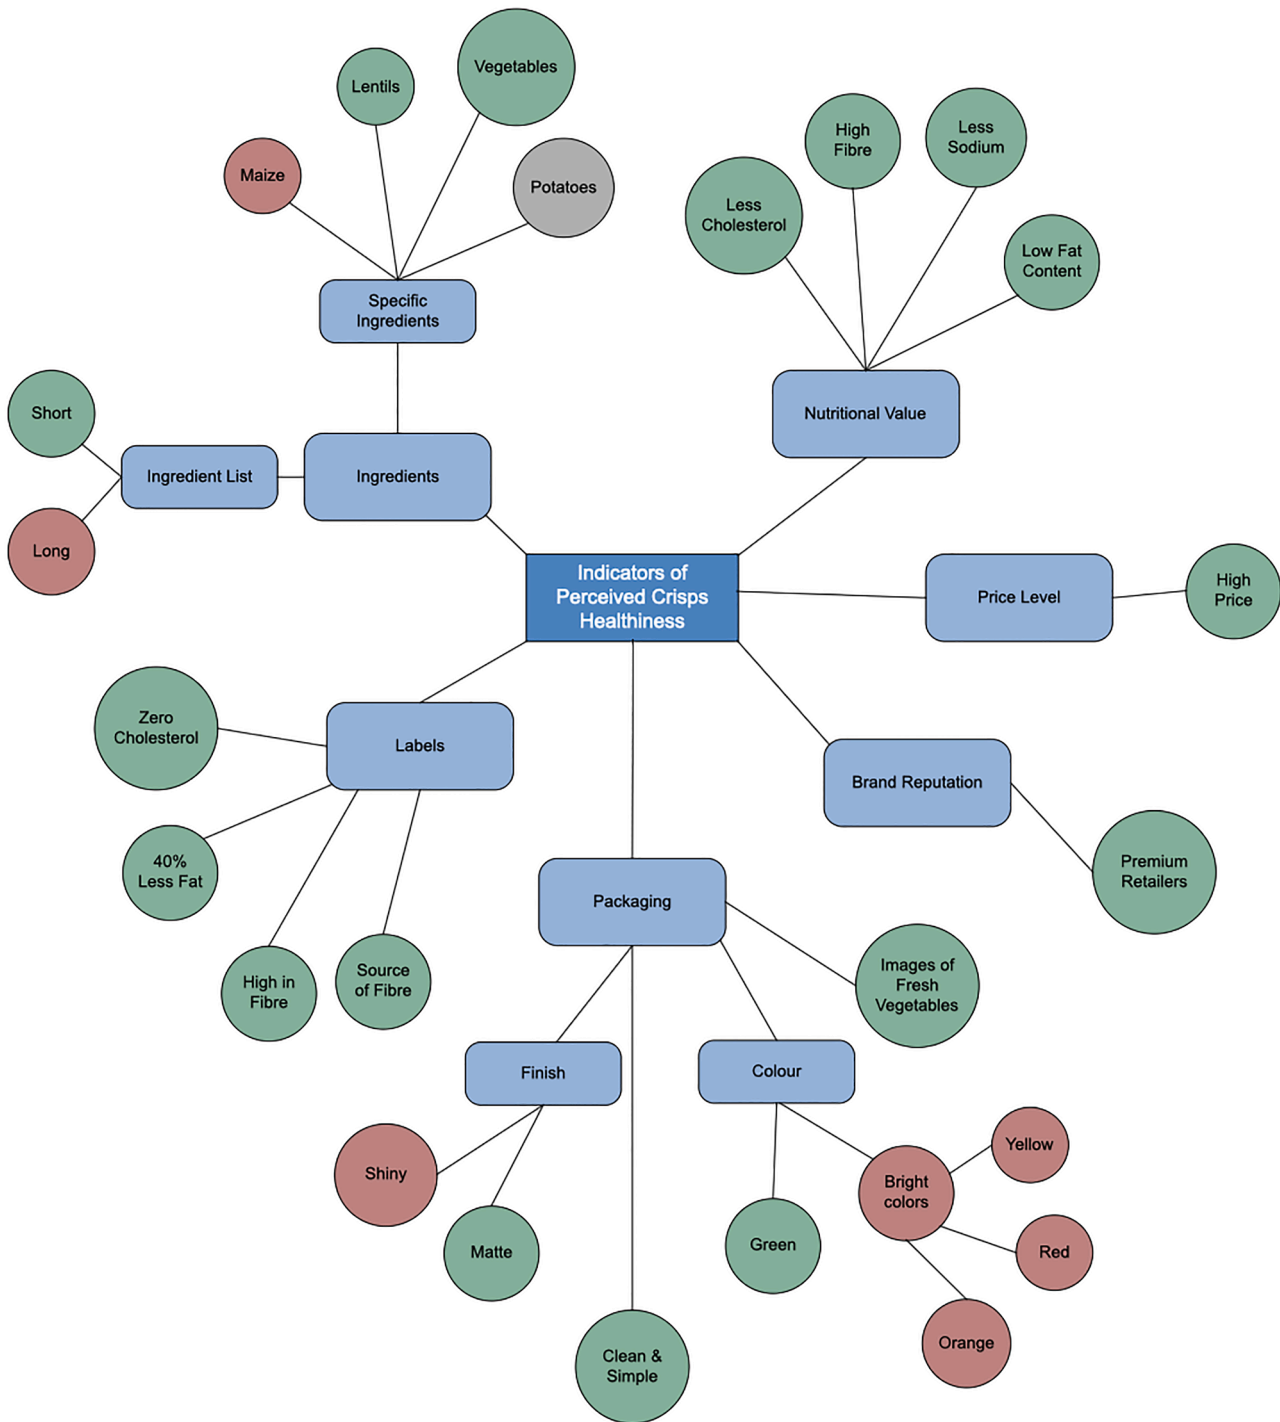 Vegetables
Lentils
Maize
Potatoes
Specific
Ingredients
High
Fibre
Less
Sodium
Less
Cholesterol
Low Fat
Content
Nutritional Value
Short
Ingredient List
Ingredients
Long
Indicators of
Perceived Crisps
Healthiness
Price Level
High
Price
Zero
Cholesterol
Labels
Brand Reputation
40%
Less Fat
Premium
Retailers
Packaging
High in
Fibre
Source
of Fibre
Images of
Fresh
Vegetables
Finish
Colour
Shiny
Matte
Green
Bright
colors
Yellow
Red
Orange
Clean &
Simple